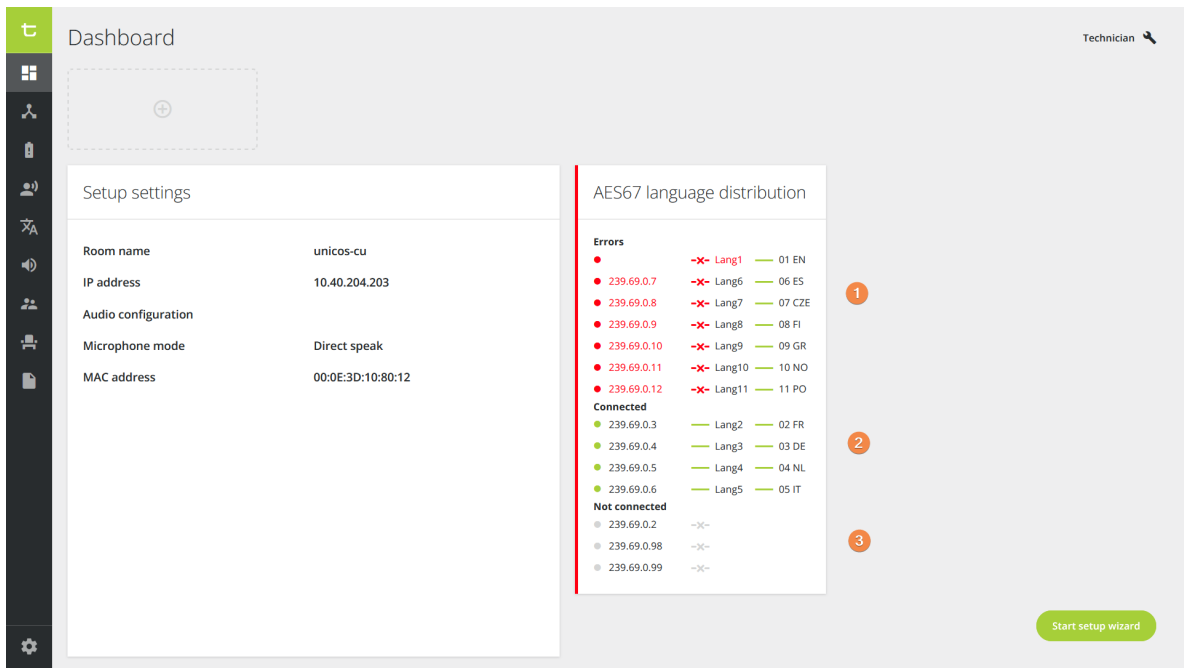 Dashboard
Technician
Setup settings
Room name unicos-cu
IP address 10.40.204.203
Audio configuration
Microphone mode Direct speak
MAC address 00:0E:3D:10:80:12
AES67 language distribution
Errors
-x- Lang1 01 EN
239.69.0.7 -x- Lang6 06 ES
239.69.0.8 -x- Lang7 07 CZE
239.69.0.9 -x- Lang8 08 FI
239.69.0.10 -x- Lang9 09 GR
239.69.0.11 -x- Lang10 10 NO
239.69.0.12 -x- Lang11 11 PO
1
Connected
239.69.0.3 Lang2 02 FR
239.69.0.4 Lang3 03 DE
239.69.0.5 Lang4 04 NL
239.69.0.6 Lang5 05 IT
2
Not connected
239.69.0.2 -x-
239.69.0.98 -x-
239.69.0.99 -x-
3
Start setup wizard